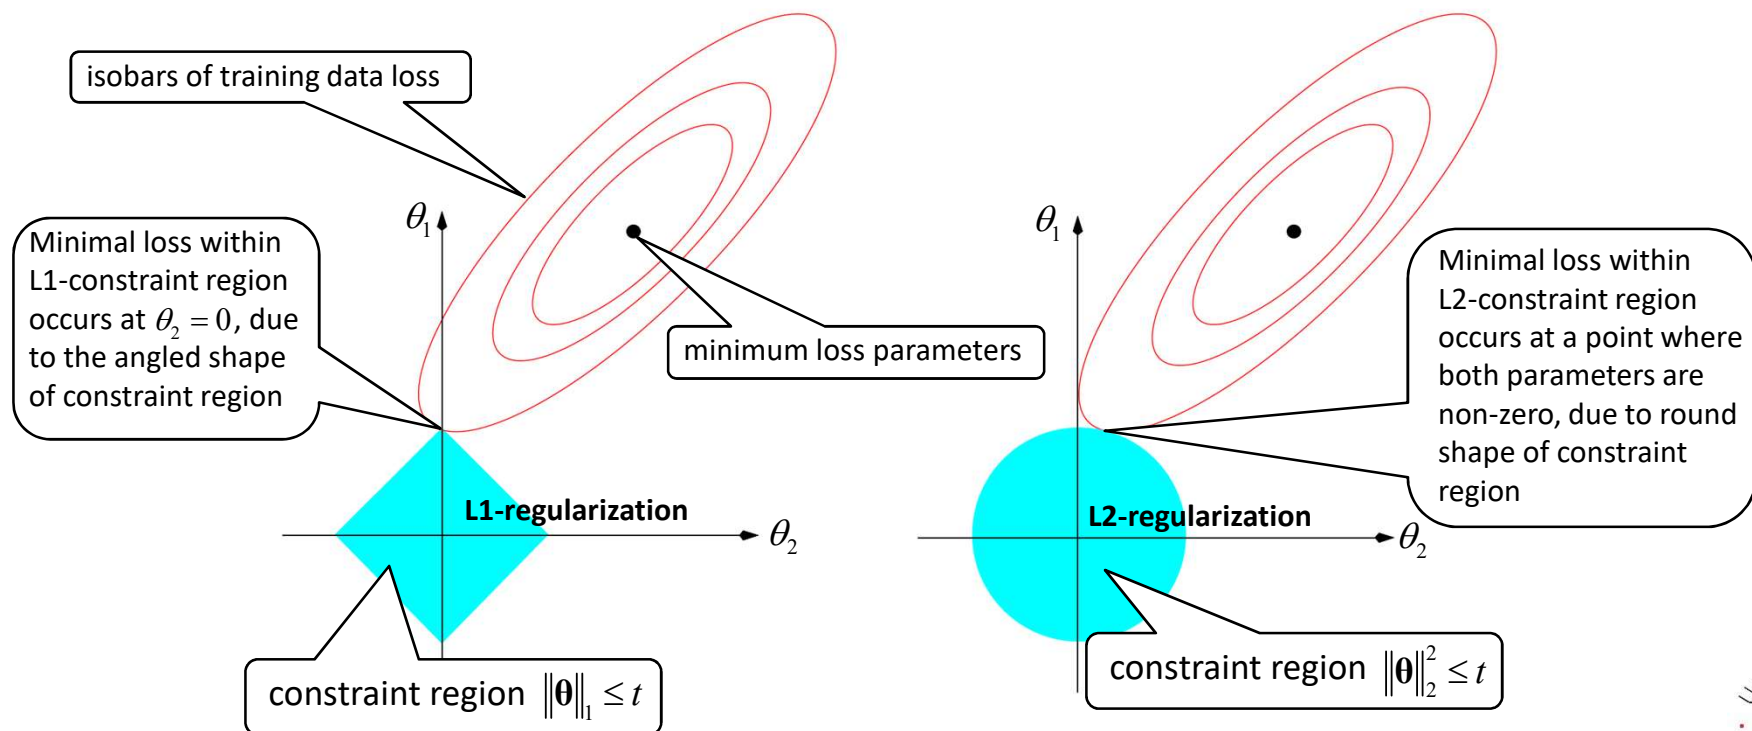 isobars of training data loss
θ₁
Minimal loss within
L1-constraint region
occurs at θ₂ = 0, due
to the angled shape
of constraint region
minimum loss parameters
L1-regularization
θ₂
constraint region ‖θ‖₁ ≤ t
θ₁
Minimal loss within
L2-constraint region
occurs at a point where
both parameters are
non-zero, due to round
shape of constraint
region
L2-regularization
θ₂
constraint region ‖θ‖₂² ≤ t